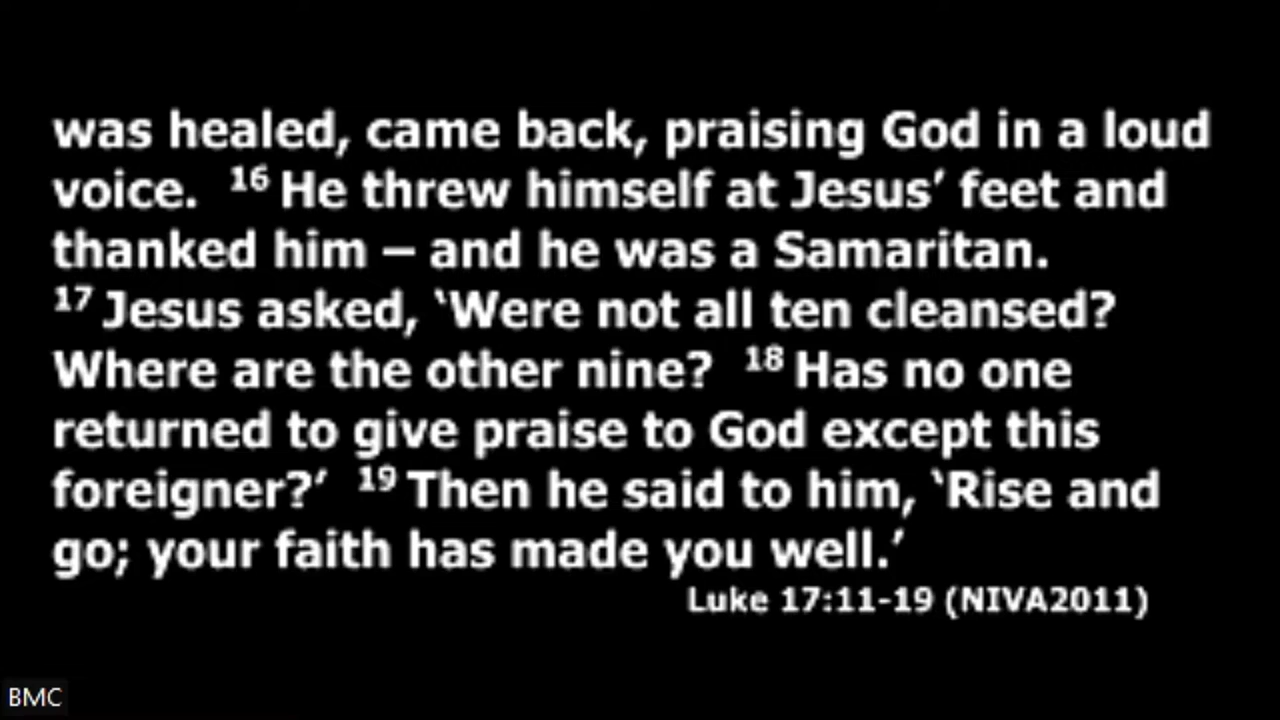 was healed, came back, praising God in a loud
voice. 16 He threw himself at Jesus’ feet and
thanked him – and he was a Samaritan.
17 Jesus asked, ‘Were not all ten cleansed?
Where are the other nine? 18 Has no one
returned to give praise to God except this
foreigner?’ 19 Then he said to him, ‘Rise and
go; your faith has made you well.’
Luke 17:11-19 (NIVA2011)
BMC